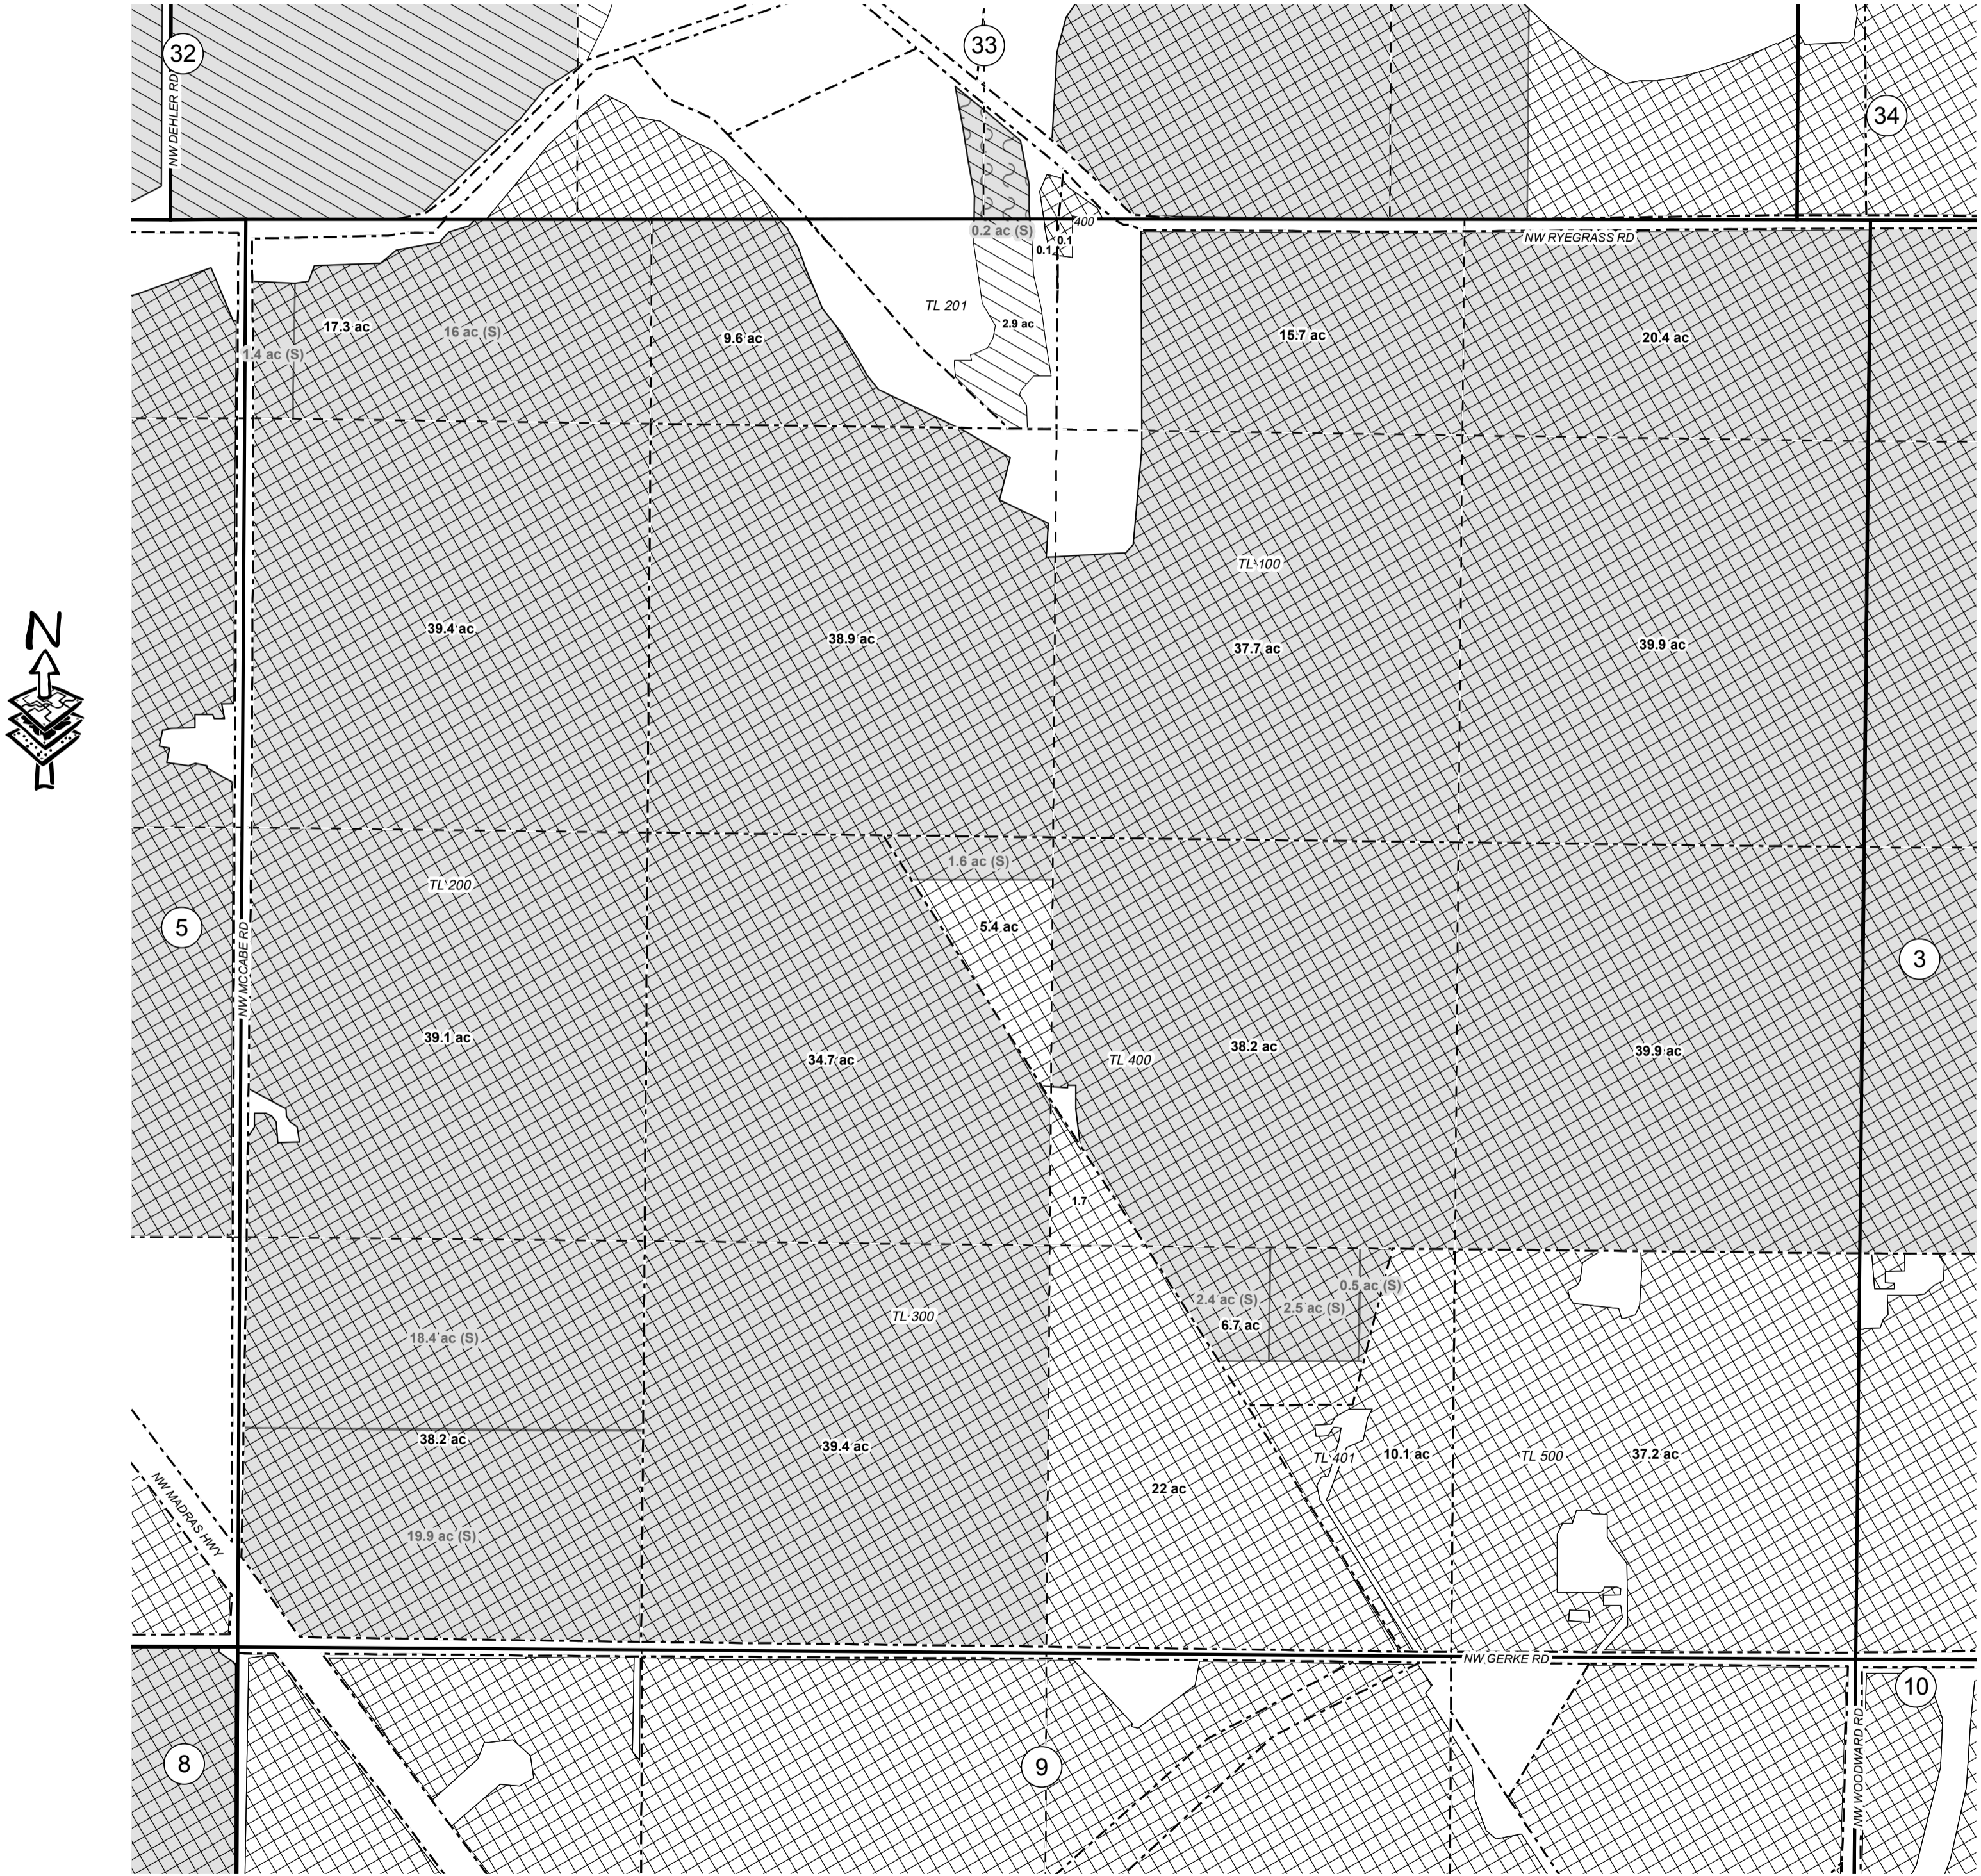 32
33
34
NW DEHLER RD
400
0.2 ac (S)
NW RYEGRASS RD
0.1
0.1
TL 201
17.3 ac
16 ac (S)
9.6 ac
2.9 ac
15.7 ac
20.4 ac
1.4 ac (S)
TL 100
N
39.4 ac
38.9 ac
37.7 ac
39.9 ac
1.6 ac (S)
TL 200
5
5.4 ac
NW MCCABE RD
3
39.1 ac
34.7 ac
TL 400
38.2 ac
39.9 ac
1.7
0.5 ac (S)
2.4 ac (S)
2.5 ac (S)
TL 300
6.7 ac
18.4 ac (S)
38.2 ac
39.4 ac
TL 401
10.1 ac
TL 500
37.2 ac
22 ac
NW MADRAS HWY
19.9 ac (S)
NW GERKE RD
10
8
9
NW WOODWARD RD